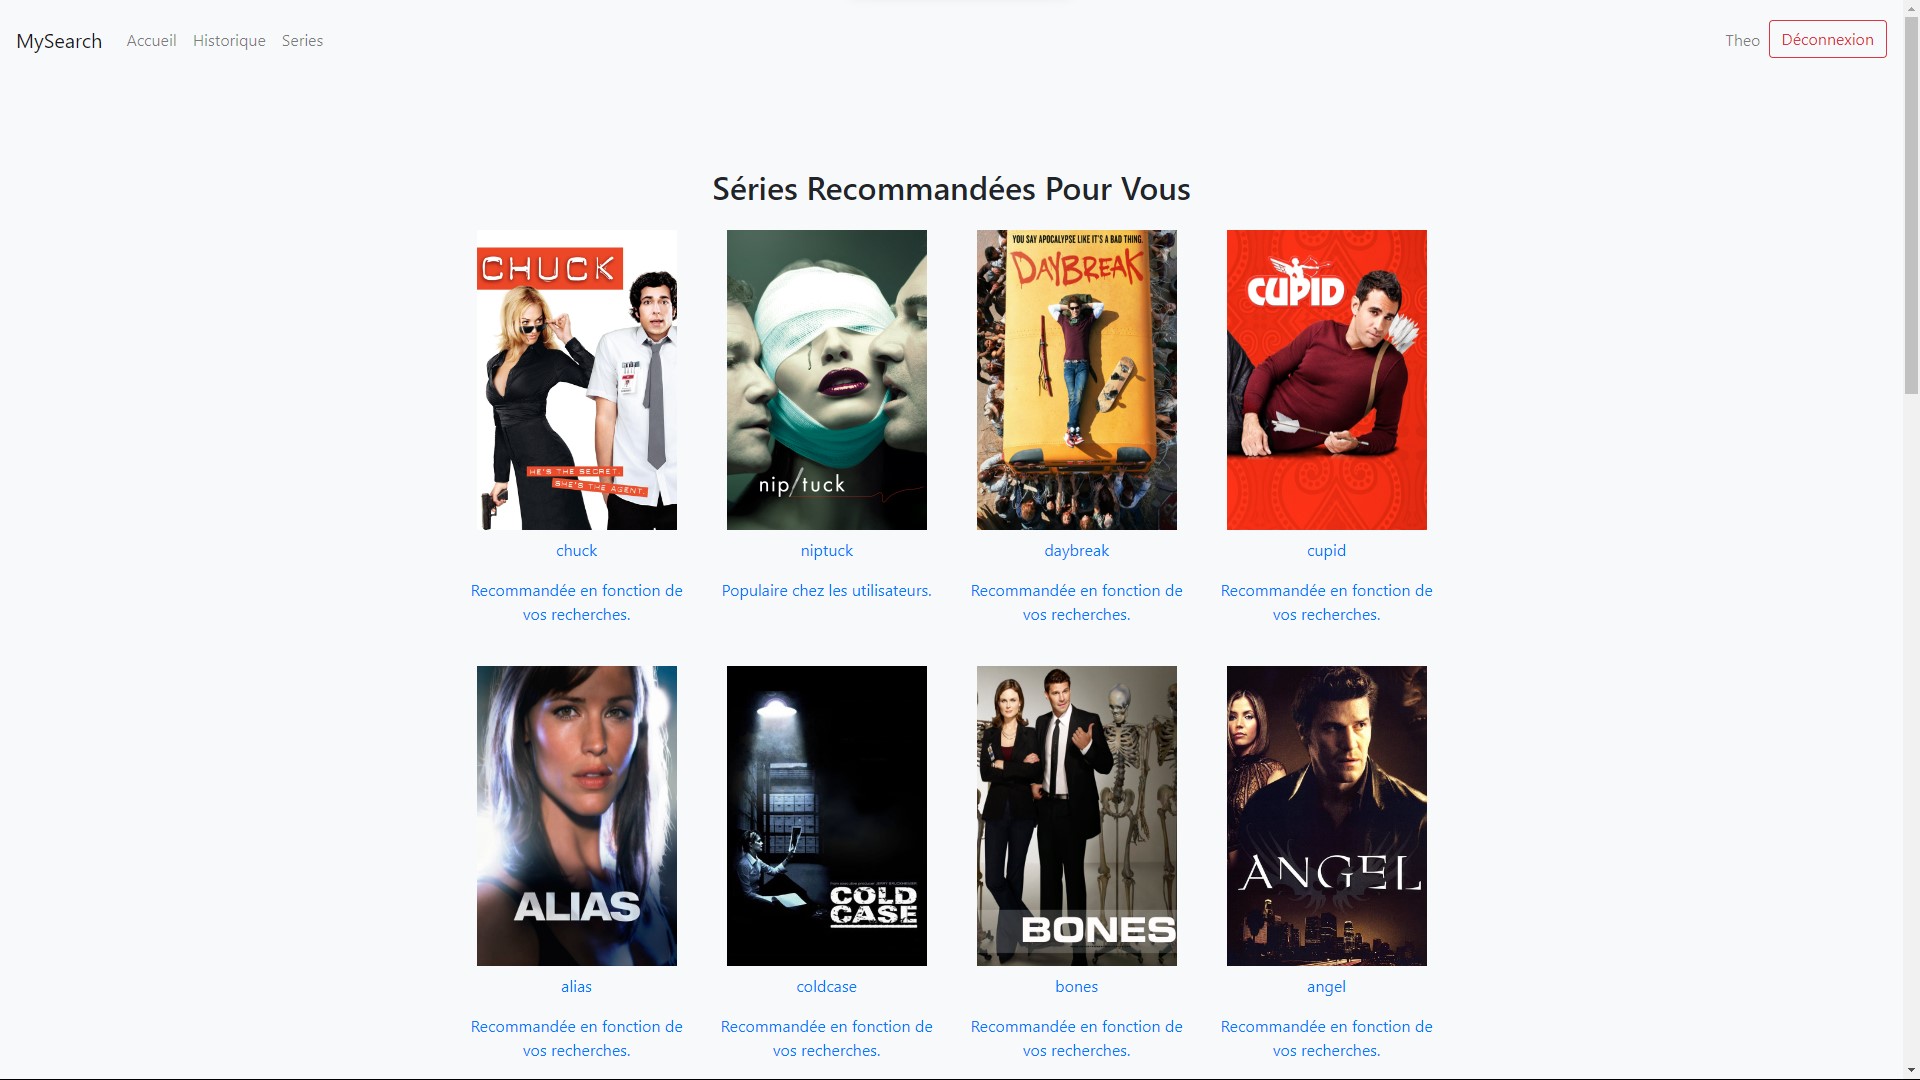 MySearch Accueil Historique Series Theo Déconnexion
Séries Recommandées Pour Vous
CHUCK
HE'S THE SECRET.
SHE'S THE AGENT.
nip/tuck
YOU SAY APOCALYPSE LIKE IT'S A BAD THING.
DAYBREAK
CUPID
chuck niptuck daybreak cupid
Recommandée en fonction de
vos recherches.
Populaire chez les utilisateurs.
Recommandée en fonction de
vos recherches.
Recommandée en fonction de
vos recherches.
ALIAS
COLD
CASE
BONES
ANGEL
alias coldcase bones angel
Recommandée en fonction de
vos recherches.
Recommandée en fonction de
vos recherches.
Recommandée en fonction de
vos recherches.
Recommandée en fonction de
vos recherches.